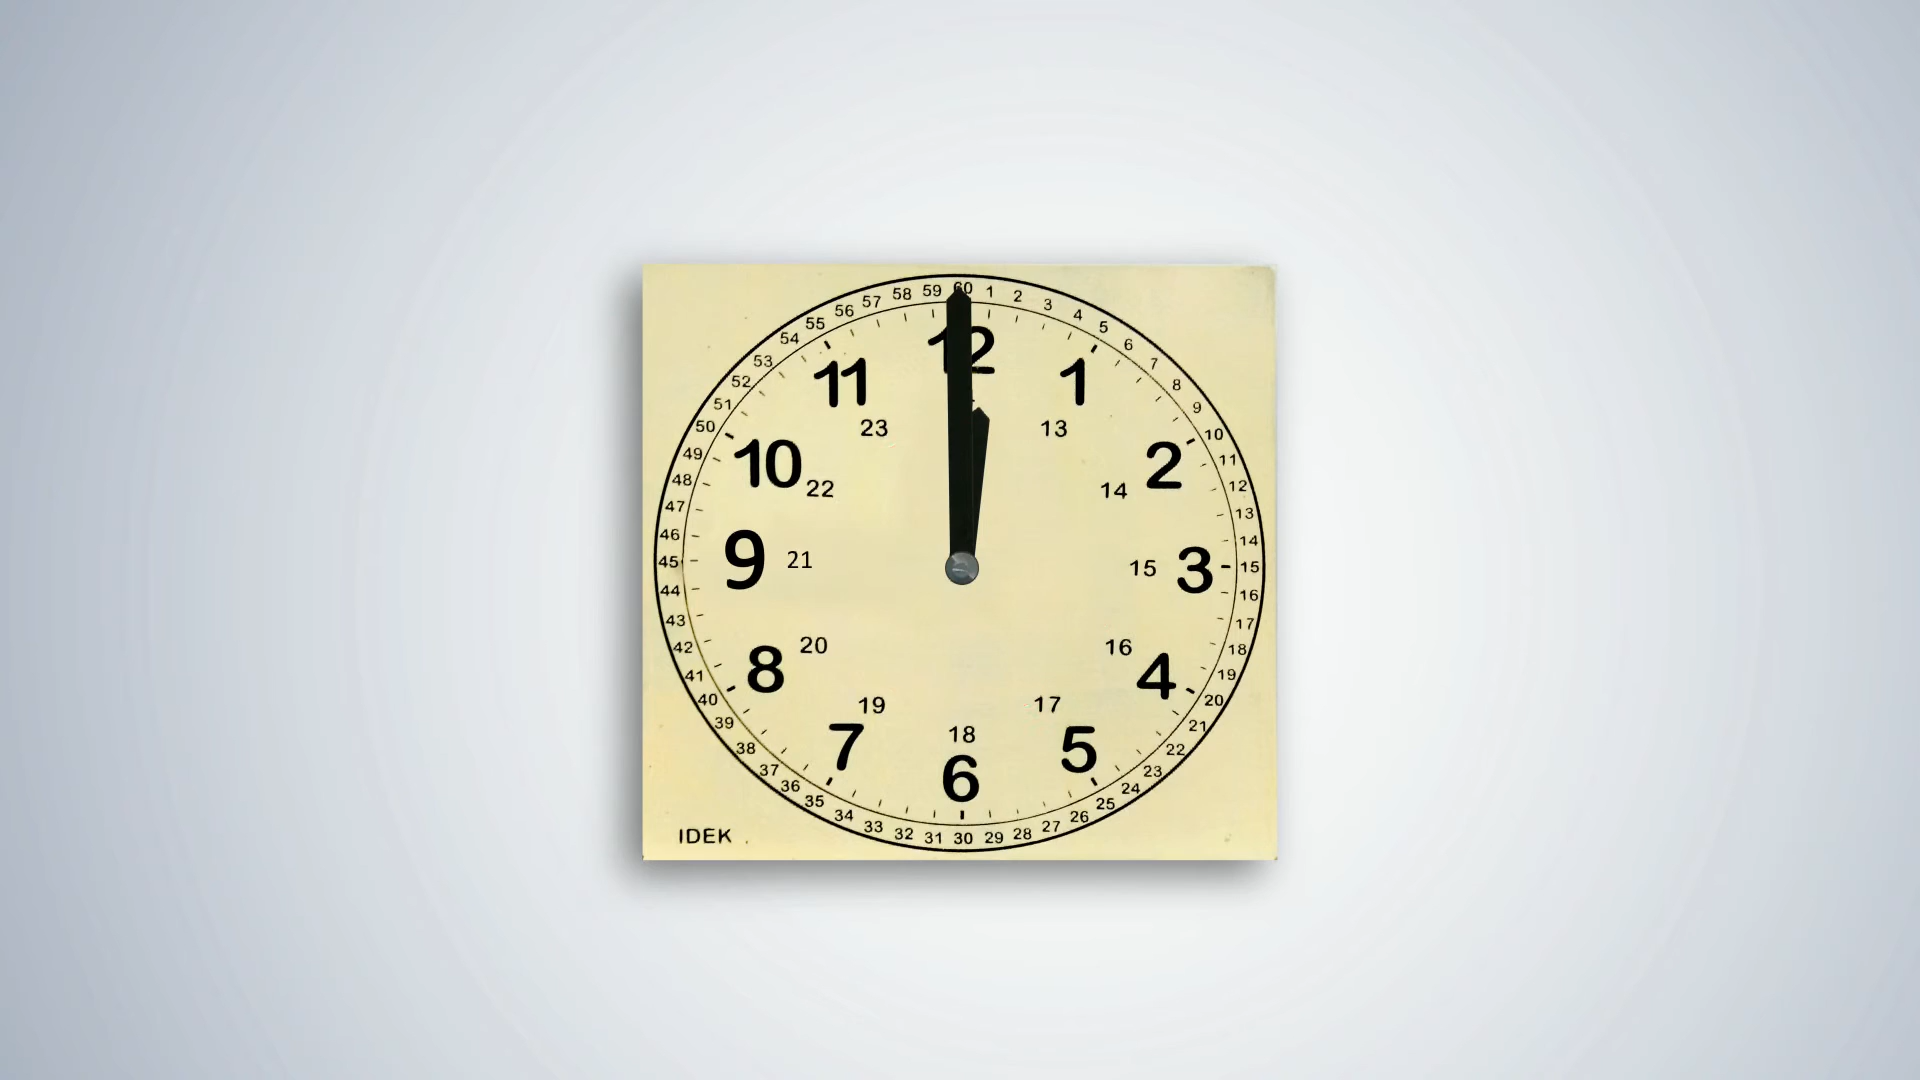 60 1 2 3 4 5 6 7 8 9 10 11 12 13 14 15 16 17 18 19 20 21 22 23 24 25 26 27 28 29 30 31 32 33 34 35 36 37 38 39 40 41 42 43 44 45 46 47 48 49 50 51 52 53 54 55 56 57 58 59
12 1 2 3 4 5 6 7 8 9 10 11
13 14 15 16 17 18 19 20 21 22 23
IDEK